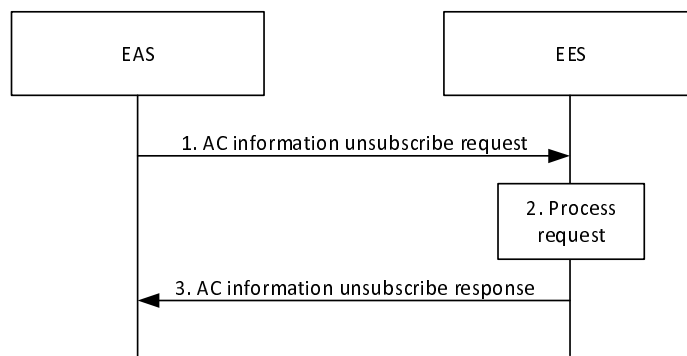 EAS
EES
1. AC information unsubscribe request
2. Process
request
3. AC information unsubscribe response